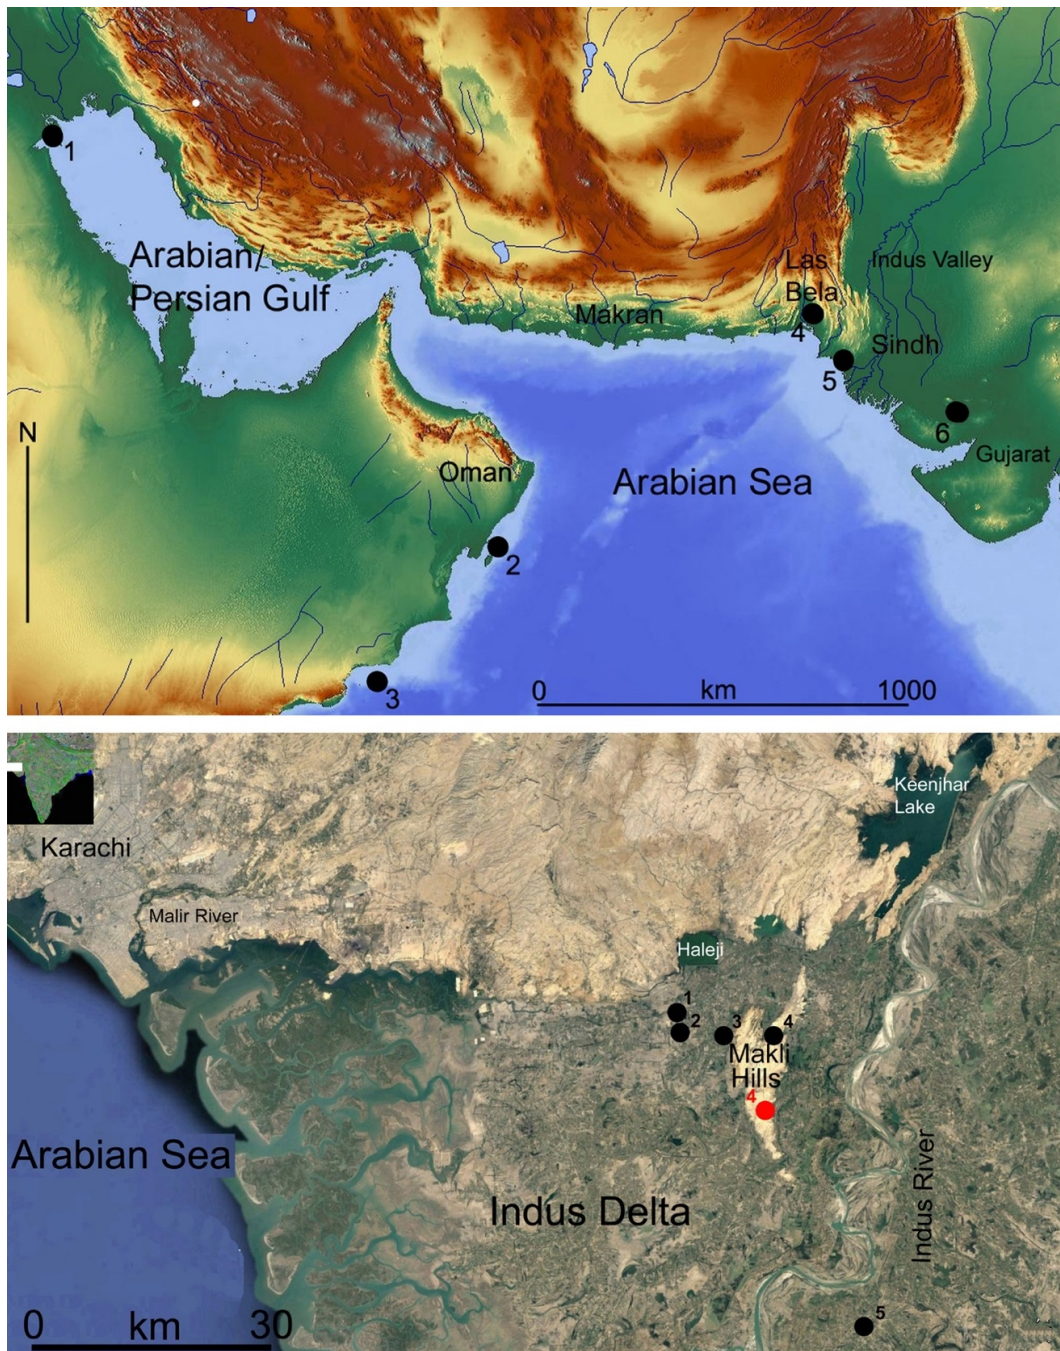 1
Arabian/
Persian Gulf
Las
Bela
Indus Valley
Makran
4
Sindh
5
6
N
Oman
Arabian Sea
Gujarat
2
0 km 1000
3
Keenjhar
Lake
Karachi
Malir River
Haleji
1
2
3
4
Makli
Hills
4
Arabian Sea
Indus Delta
Indus River
5
0 km 30